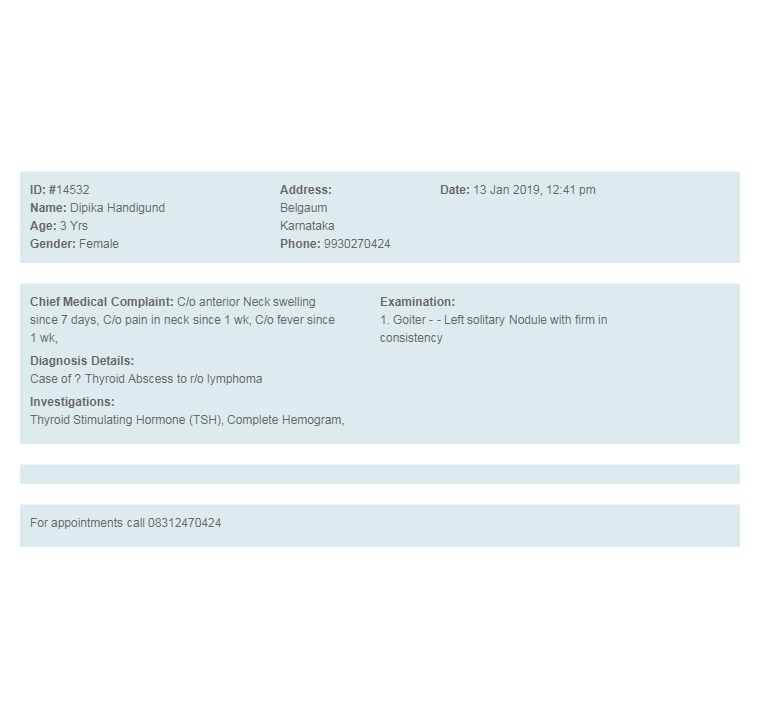 ID: #14532
Name: Dipika Handigund
Age: 3 Yrs
Gender: Female
Address:
Belgaum
Karnataka
Phone: 9930270424
Date: 13 Jan 2019, 12:41 pm
Chief Medical Complaint: C/o anterior Neck swelling
since 7 days, C/o pain in neck since 1 wk, C/o fever since
1 wk,
Diagnosis Details:
Case of ? Thyroid Abscess to r/o lymphoma
Investigations:
Thyroid Stimulating Hormone (TSH), Complete Hemogram,
Examination:
1. Goiter - - Left solitary Nodule with firm in
consistency
For appointments call 08312470424